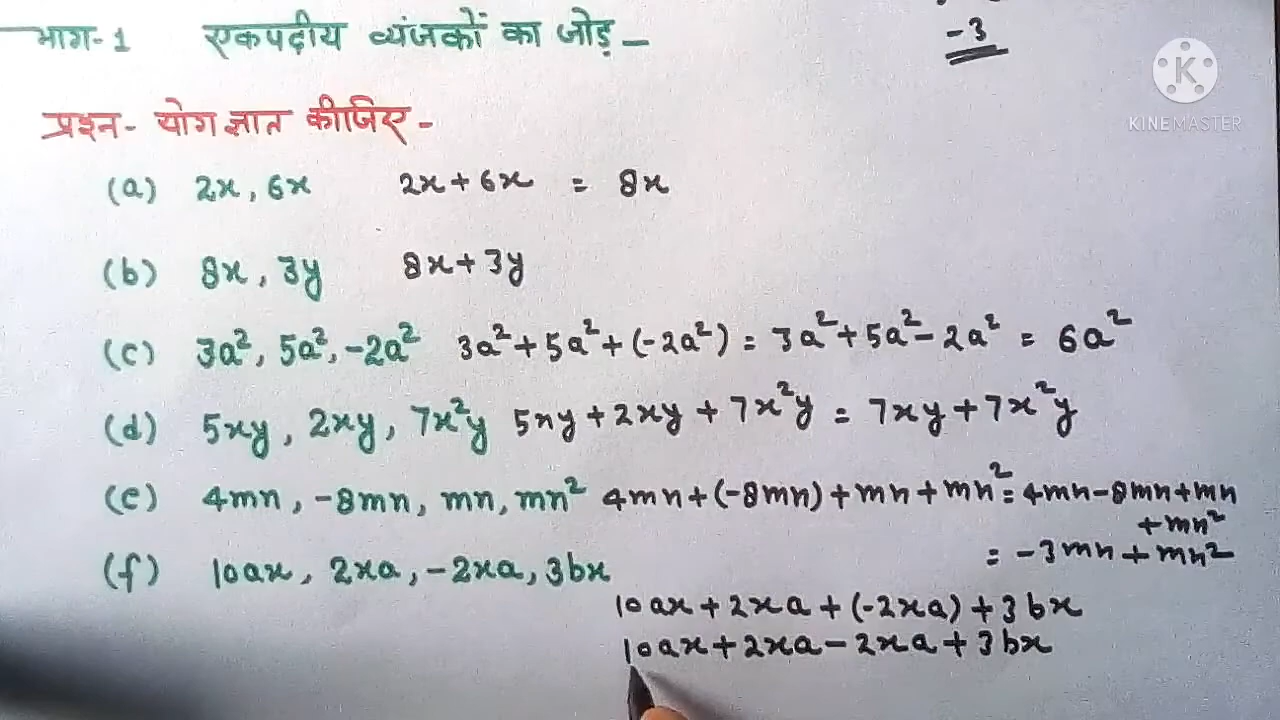 भाग-1 एकपदीय व्यंजकों का जोड़ -
-3
KINEMASTER
प्रश्न- योग ज्ञात कीजिए -
(a) 2x, 6x 2x+6x = 8x
(b) 8x, 3y 8x+3y
(c) 3a², 5a², -2a² 3a²+5a²+(-2a²) = 3a²+5a²-2a² = 6a²
(d) 5xy, 2xy, 7x²y 5xy+2xy+7x²y = 7xy+7x²y
(e) 4mn, -8mn, mn, mn² 4mn+(-8mn)+mn+mn² = 4mn-8mn+mn
+mn²
= -3mn+mn²
(f) 10ax, 2xa, -2xa, 3bx
10ax+2xa+(-2xa)+3bx
10ax+2xa-2xa+3bx